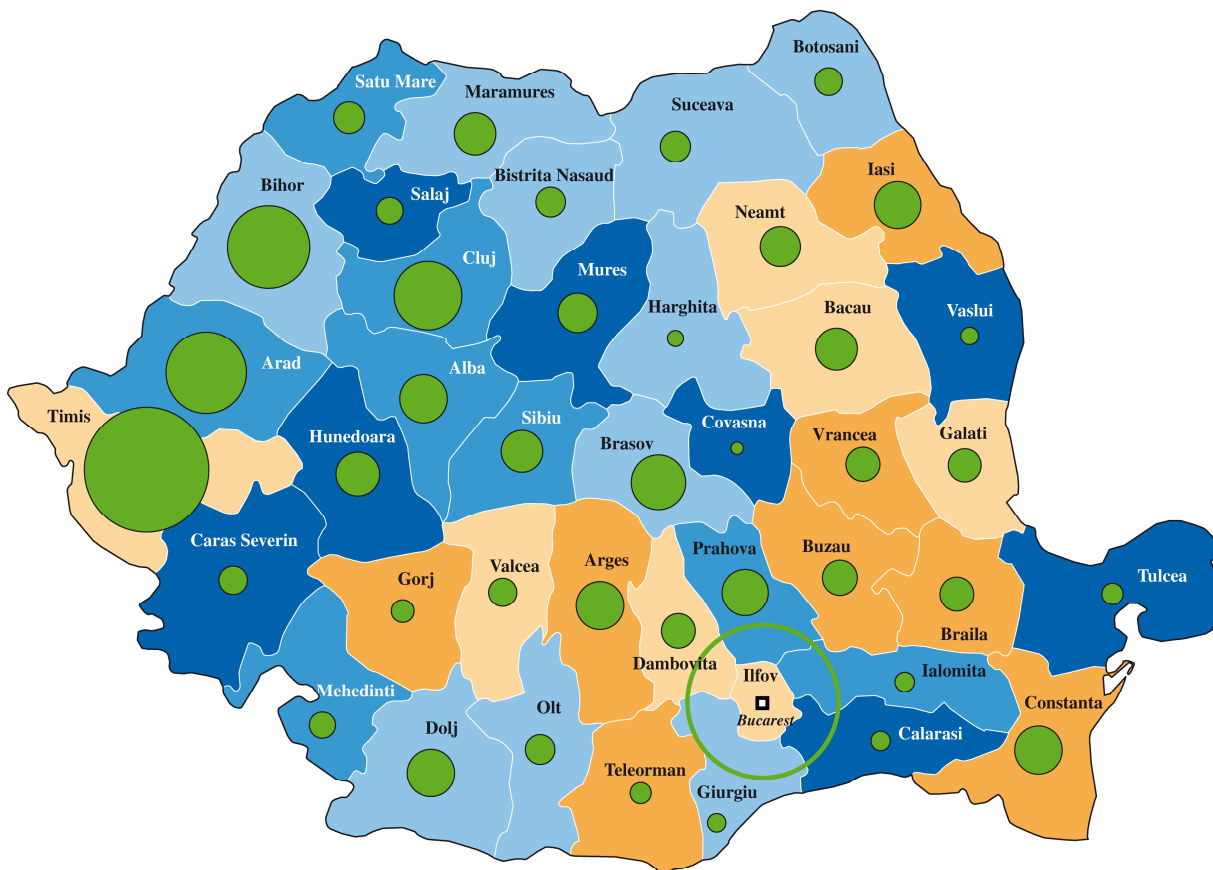 Botosani
Satu Mare
Maramures
Suceava
Iasi
Bistrita Nasaud
Bihor
Salaj
Neamt
Cluj
Mures
Harghita
Bacau
Vaslui
Arad
Alba
Timis
Sibiu
Covasna
Hunedoara
Brasov
Vrancea
Galati
Caras Severin
Prahova
Buzau
Arges
Valcea
Gorj
Tulcea
Braila
Dambovita
Ilfov
Ialomita
Mehedinti
Constanta
Olt
Bucarest
Dolj
Calarasi
Teleorman
Giurgiu